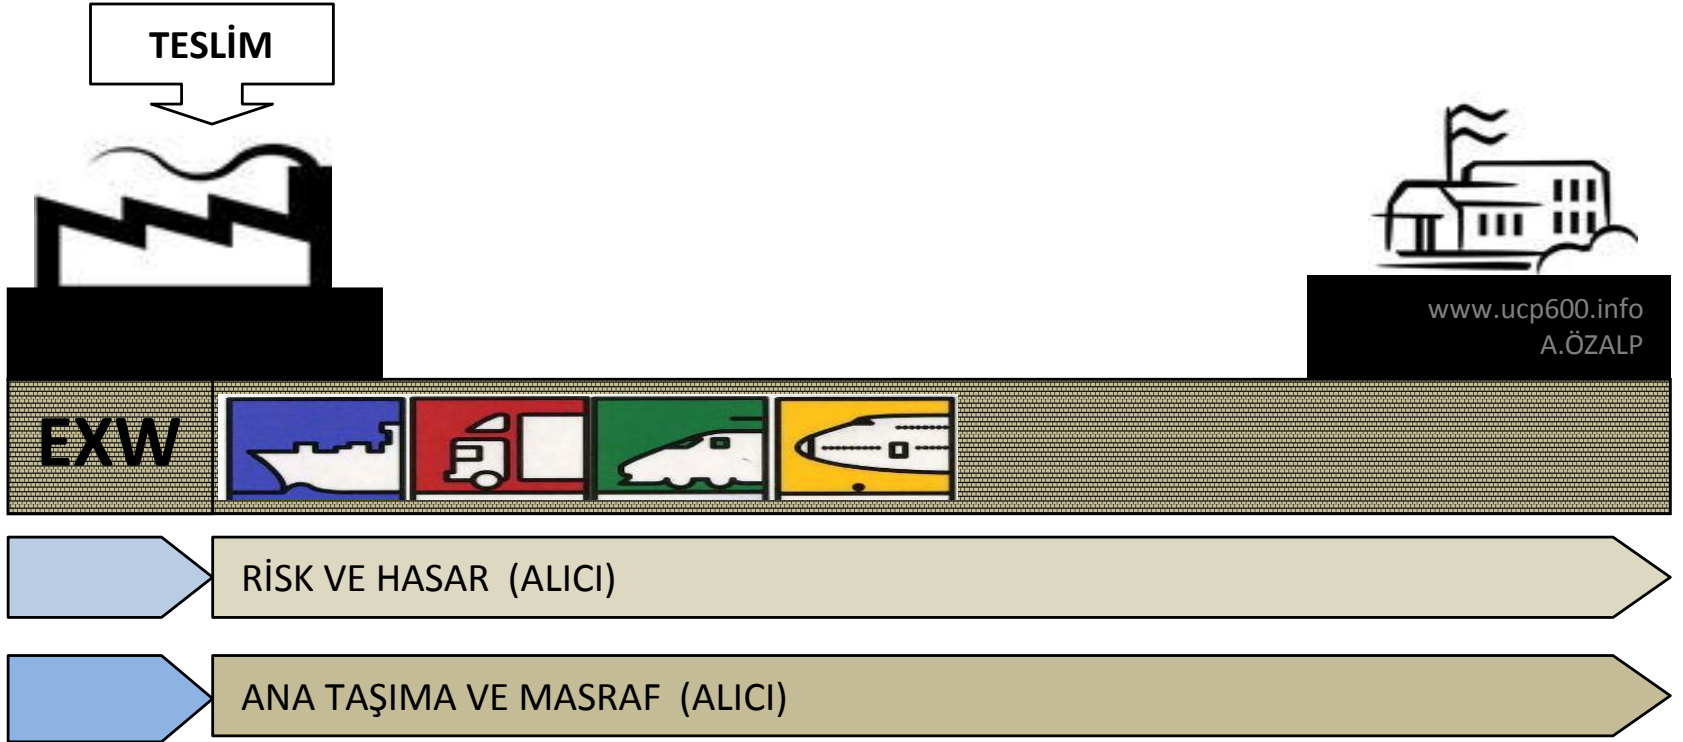 TESLİM
www.ucp600.info
A.ÖZALP
EXW
RİSK VE HASAR (ALICI)
ANA TAŞIMA VE MASRAF (ALICI)